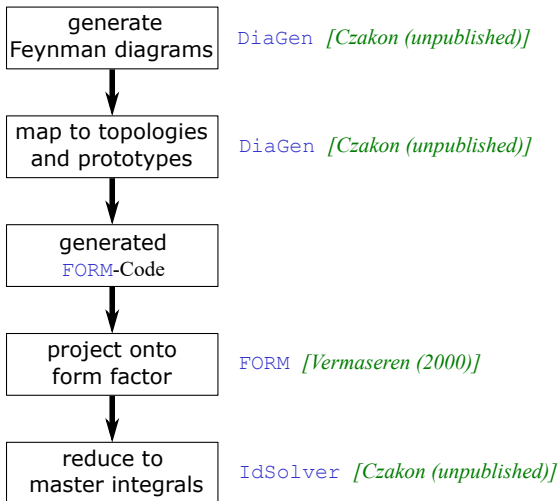 generate
Feynman diagrams
DiaGen [Czakon (unpublished)]
map to topologies
and prototypes
DiaGen [Czakon (unpublished)]
generated
FORM-Code
project onto
form factor
FORM [Vermaseren (2000)]
reduce to
master integrals
IdSolver [Czakon (unpublished)]